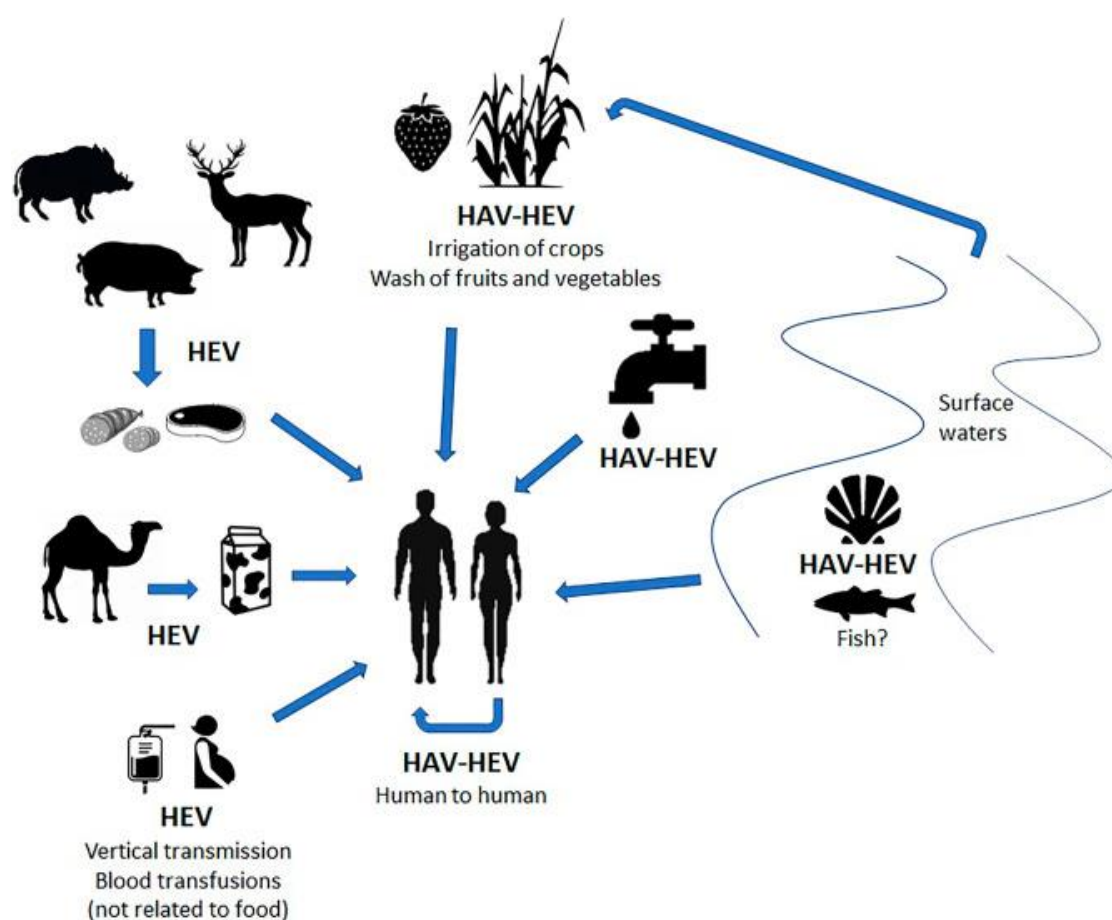 HAV-HEV
Irrigation of crops
Wash of fruits and vegetables
HEV
HAV-HEV
Surface
waters
HAV-HEV
Fish?
HEV
HAV-HEV
Human to human
HEV
Vertical transmission
Blood transfusions
(not related to food)